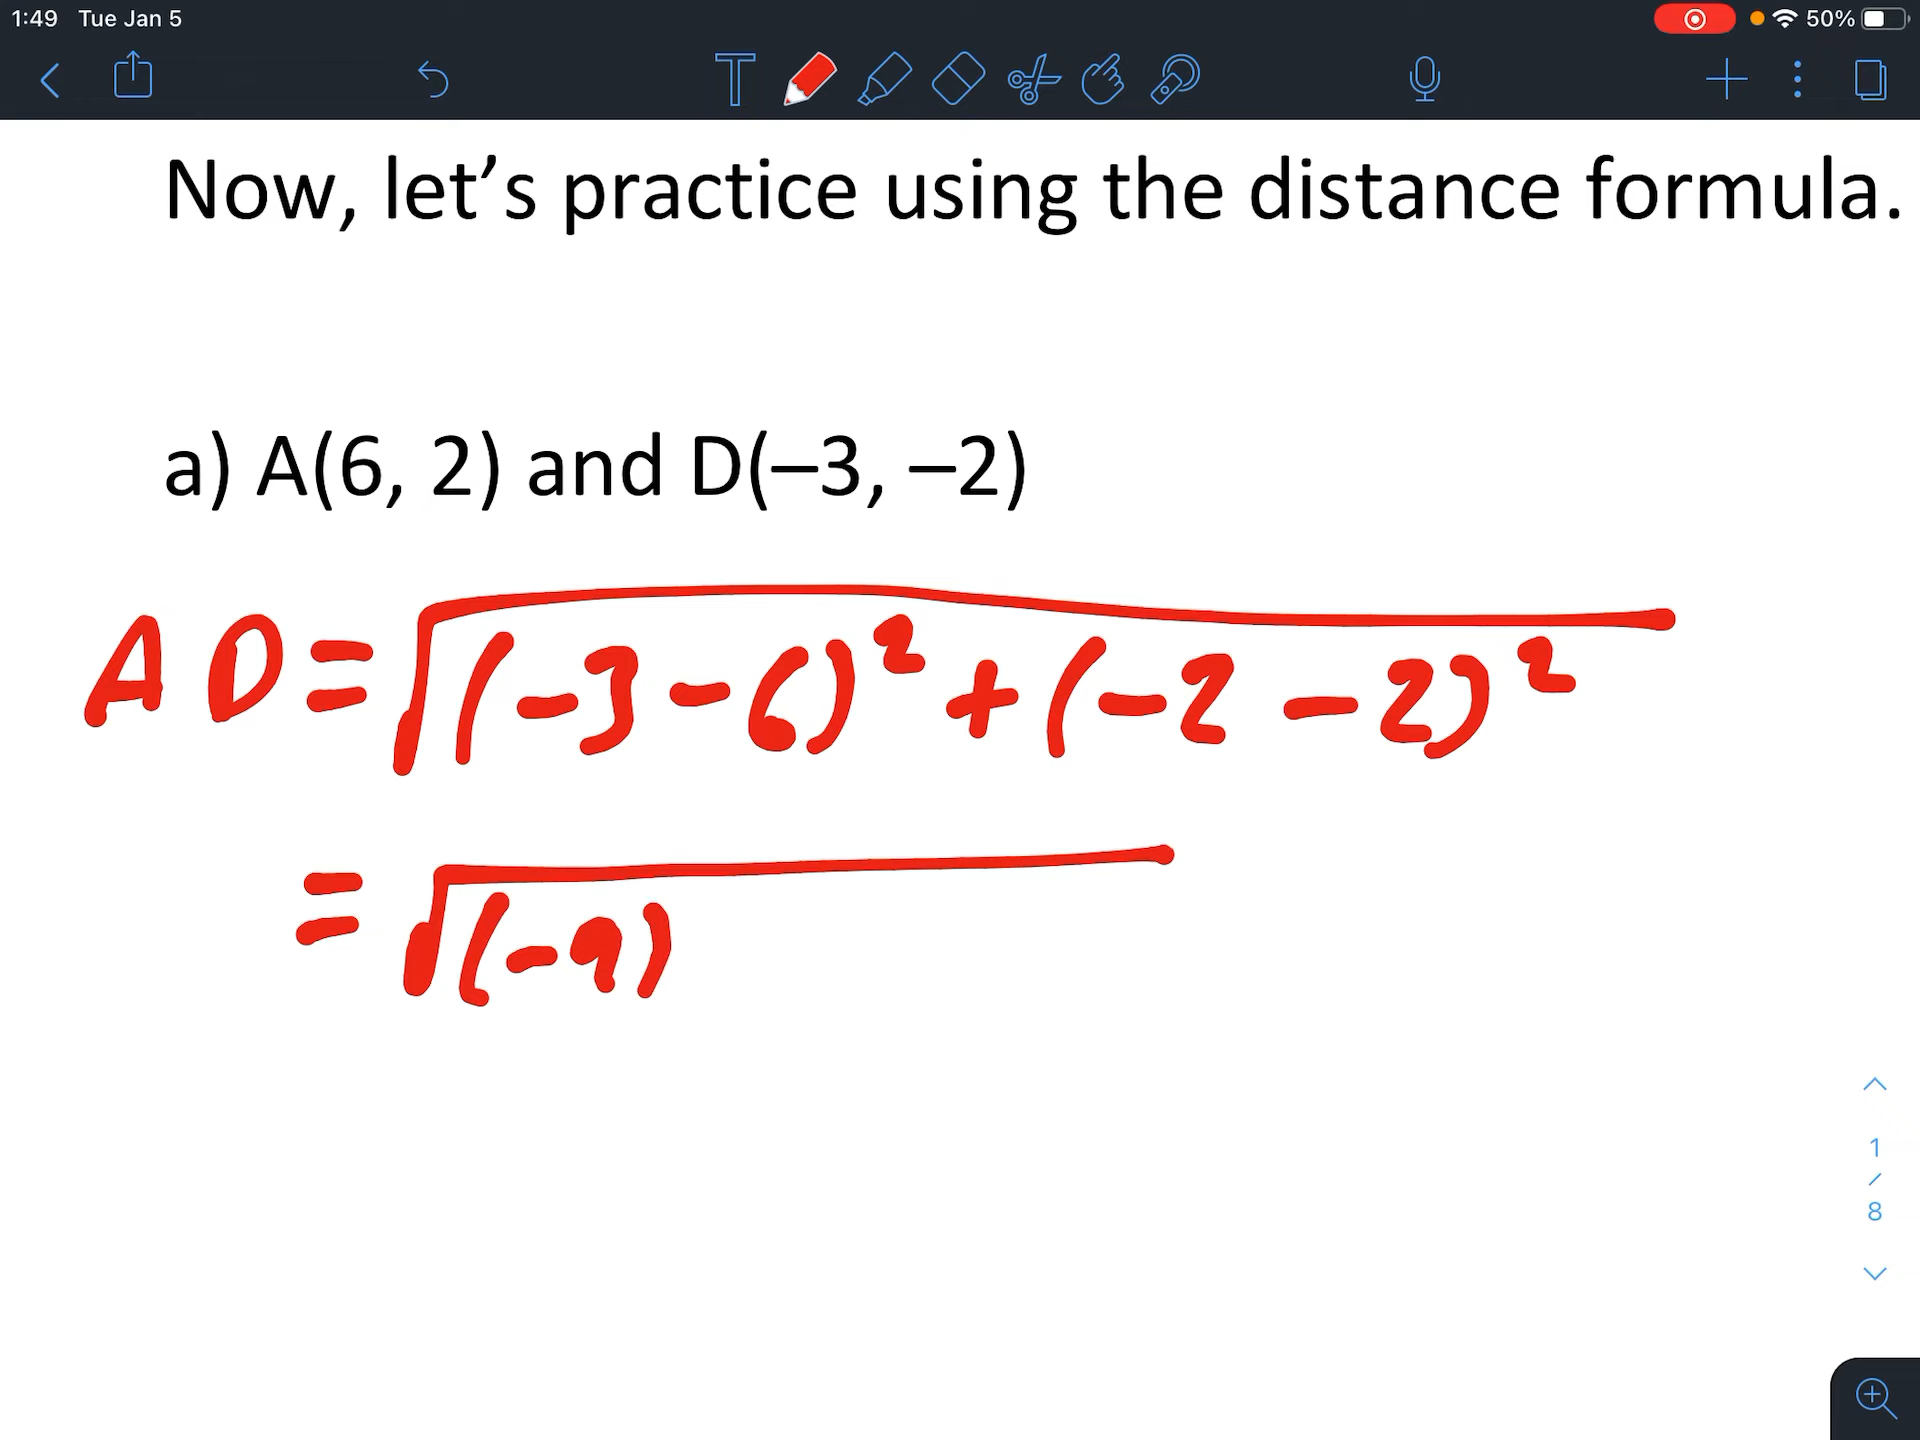 1:49 Tue Jan 5 50%
T
Now, let’s practice using the distance formula.
a) A(6, 2) and D(–3, –2)
AD=√(-3-6)²+(-2-2)²
=√(-9)
1
/
8